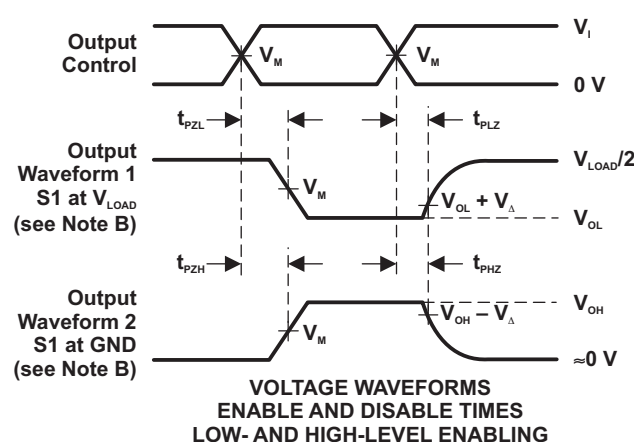 Output
Control
V_M
V_M
V_I
0 V
t_PZL
t_PLZ
Output
Waveform 1
S1 at V_LOAD
(see Note B)
V_M
V_OL + V_Δ
V_LOAD/2
V_OL
t_PZH
t_PHZ
Output
Waveform 2
S1 at GND
(see Note B)
V_M
V_OH − V_Δ
V_OH
≈0 V
VOLTAGE WAVEFORMS
ENABLE AND DISABLE TIMES
LOW- AND HIGH-LEVEL ENABLING